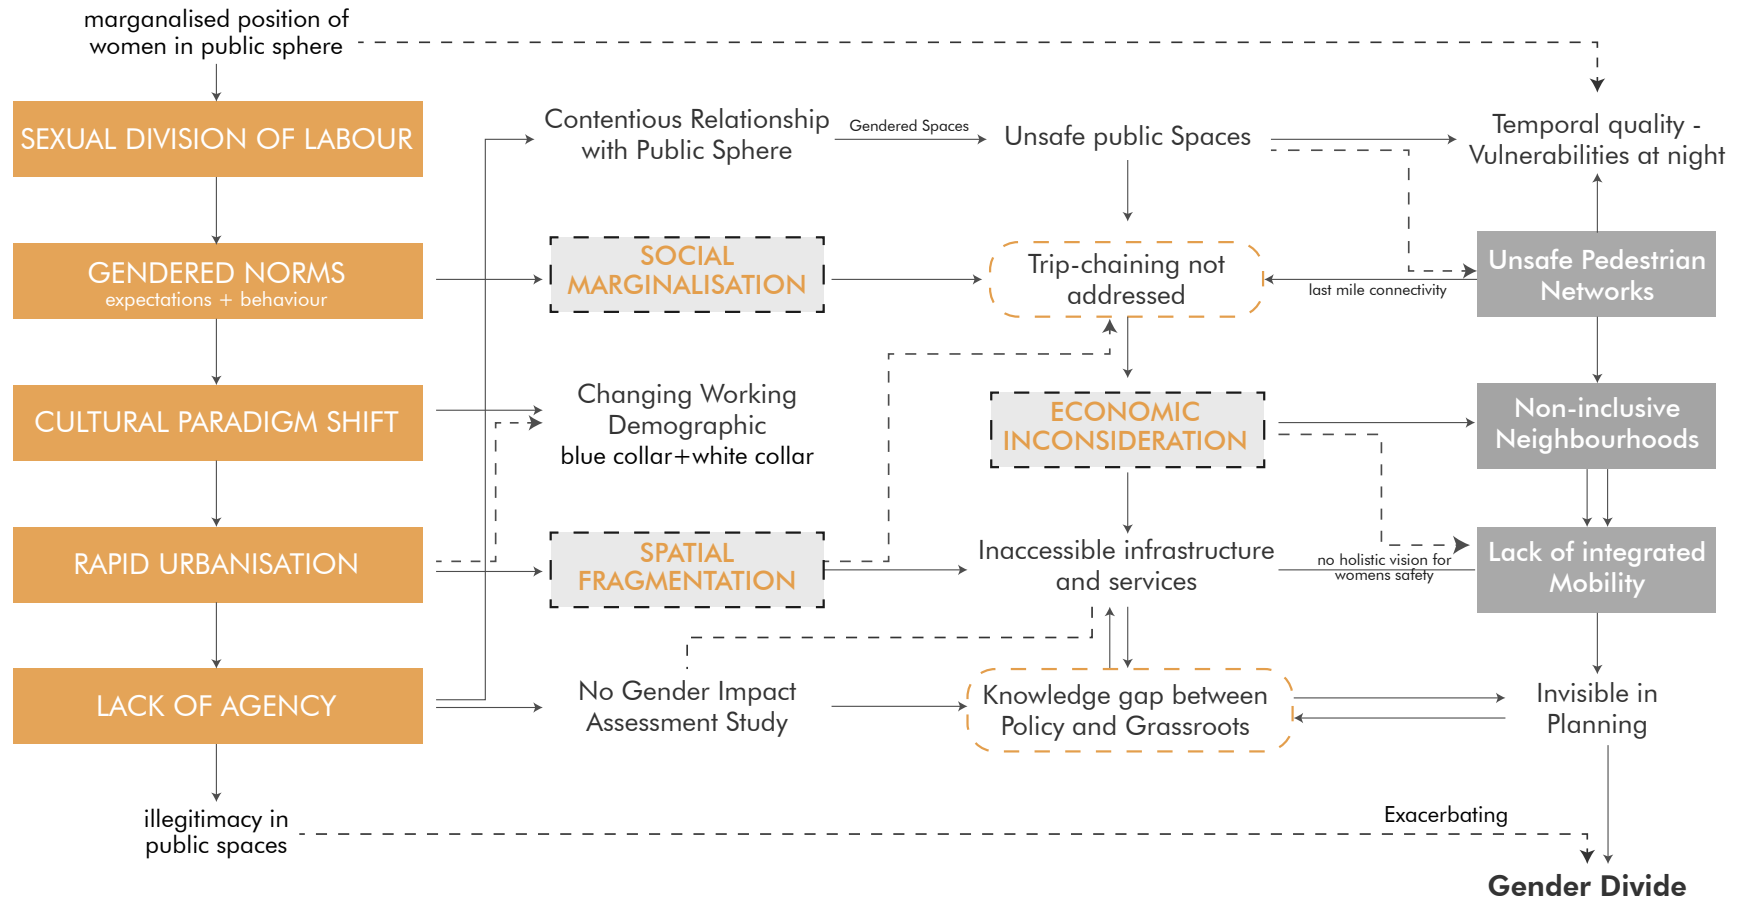 marganalised position of
women in public sphere
SEXUAL DIVISION OF LABOUR
Contentious Relationship
with Public Sphere
Gendered Spaces
Unsafe public Spaces
Temporal quality -
Vulnerabilities at night
GENDERED NORMS
expectations + behaviour
SOCIAL
MARGINALISATION
Trip-chaining not
addressed
last mile connectivity
Unsafe Pedestrian
Networks
CULTURAL PARADIGM SHIFT
Changing Working
Demographic
blue collar+white collar
ECONOMIC
INCONSIDERATION
Non-inclusive
Neighbourhoods
RAPID URBANISATION
SPATIAL
FRAGMENTATION
Inaccessible infrastructure
and services
no holistic vision for
womens safety
Lack of integrated
Mobility
LACK OF AGENCY
No Gender Impact
Assessment Study
Knowledge gap between
Policy and Grassroots
Invisible in
Planning
illegitimacy in
public spaces
Exacerbating
Gender Divide